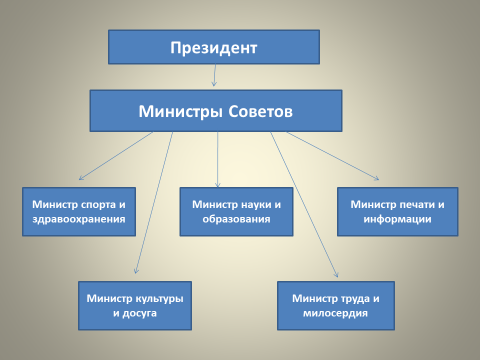 Президент
Министры Советов
Министр спорта и
здравоохранения
Министр науки и
образования
Министр печати и
информации
Министр культуры
и досуга
Министр труда и
милосердия